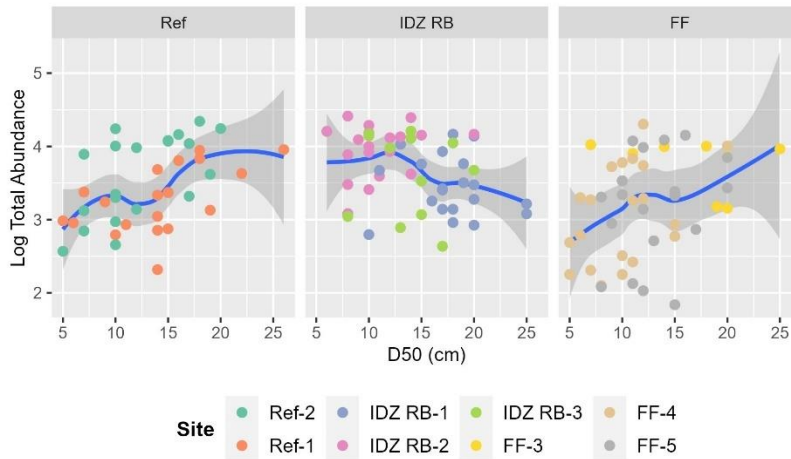 Ref IDZ RB FF
5
4
3
2
Log Total Abundance
5 10 15 20 25 5 10 15 20 25 5 10 15 20 25
D50 (cm)
Site
Ref-2 IDZ RB-1 IDZ RB-3 FF-4
Ref-1 IDZ RB-2 FF-3 FF-5